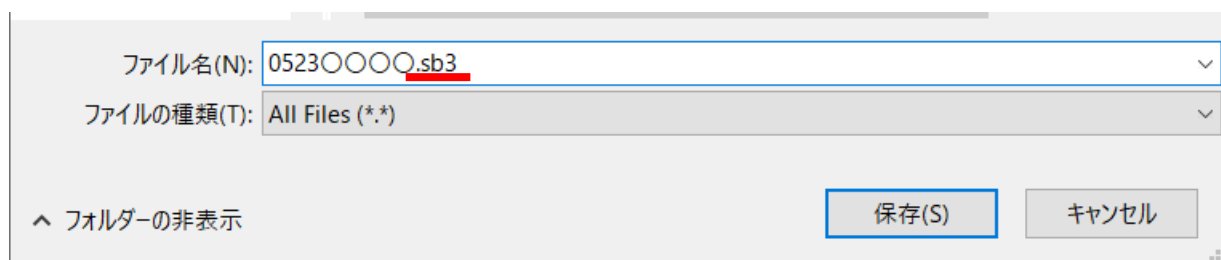 ファイル名(N): 0523〇〇〇〇.sb3
ファイルの種類(T): All Files (*.*)
フォルダーの非表示
保存(S)
キャンセル